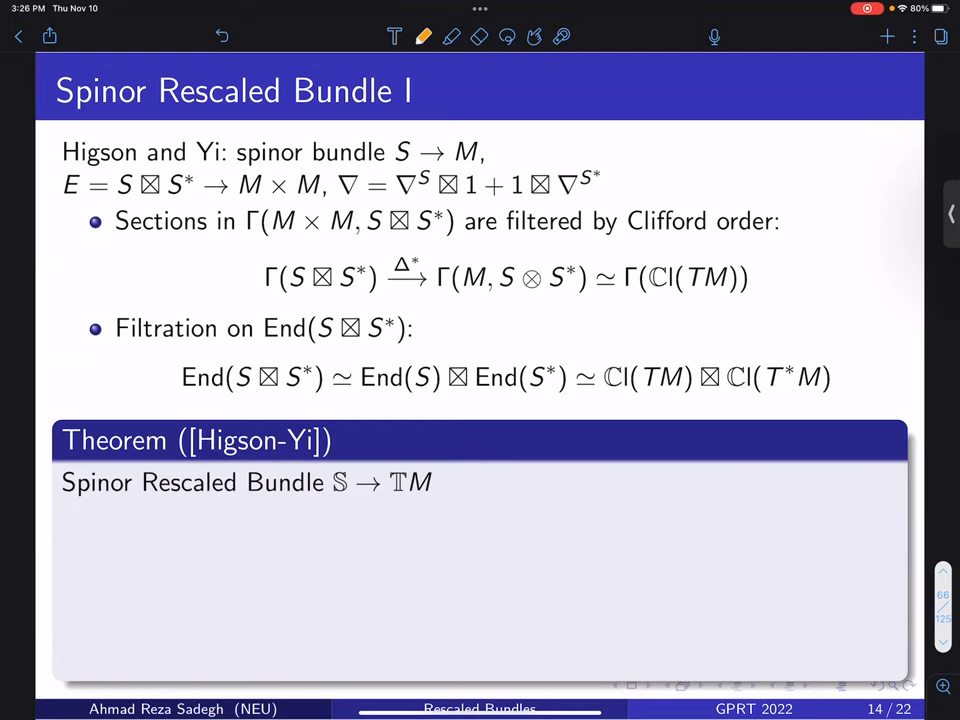 3:26 PM Thu Nov 10
80%
Spinor Rescaled Bundle I
Higson and Yi: spinor bundle S → M,
E = S ⊠ S* → M × M, ∇ = ∇^S ⊠ 1 + 1 ⊠ ∇^{S*}
Sections in Γ(M × M, S ⊠ S*) are filtered by Clifford order:
Γ(S ⊠ S*) —Δ*→ Γ(M, S ⊗ S*) ≃ Γ(ℂl(TM))
Filtration on End(S ⊠ S*):
End(S ⊠ S*) ≃ End(S) ⊠ End(S*) ≃ ℂl(TM) ⊠ ℂl(T*M)
Theorem ([Higson-Yi])
Spinor Rescaled Bundle 𝕊 → 𝕋M
66
/
125
Ahmad Reza Sadegh (NEU)
Rescaled Bundles
GPRT 2022
14 / 22